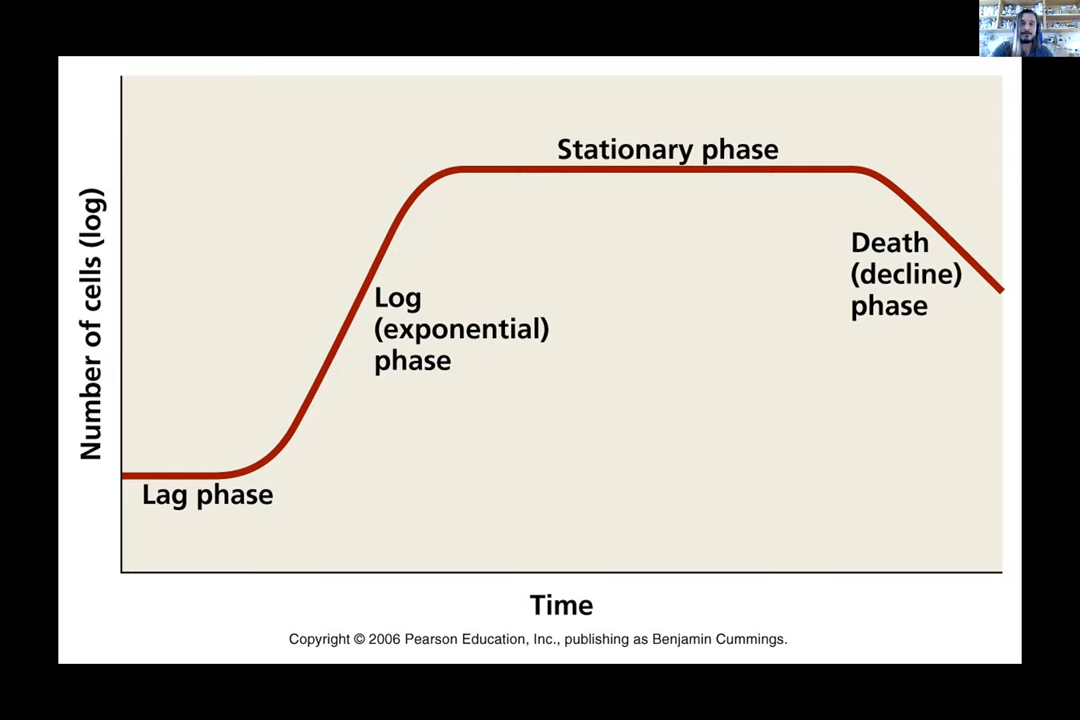 Stationary phase
Death
(decline)
phase
Log
(exponential)
phase
Number of cells (log)
Lag phase
Time
Copyright © 2006 Pearson Education, Inc., publishing as Benjamin Cummings.